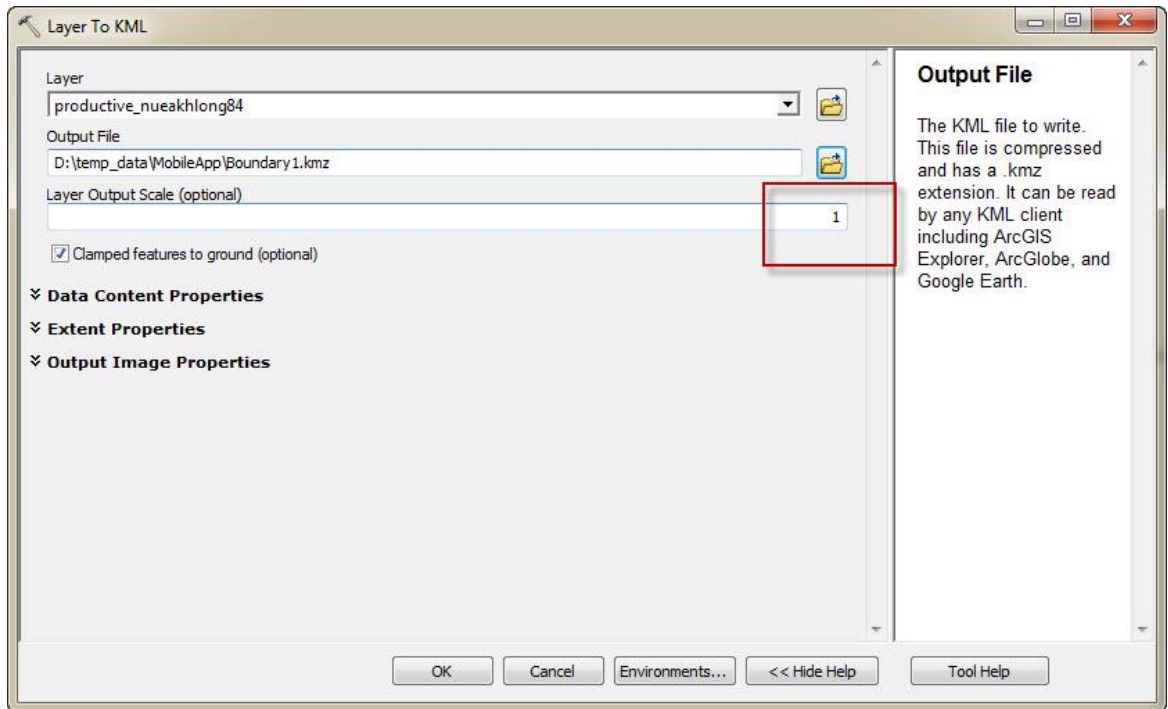 Layer To KML
Layer
productive_nueakhlong84
Output File
D:\temp_data\MobileApp\Boundary1.kmz
Layer Output Scale (optional)
1
Clamped features to ground (optional)
Data Content Properties
Extent Properties
Output Image Properties
Output File
The KML file to write.
This file is compressed
and has a .kmz
extension. It can be read
by any KML client
including ArcGIS
Explorer, ArcGlobe, and
Google Earth.
OK
Cancel
Environments...
<< Hide Help
Tool Help